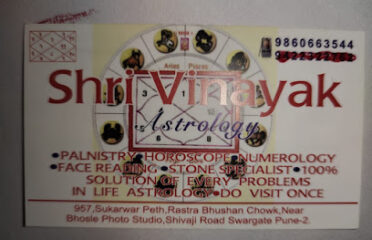 9860663544
Aries Pisces
Shri Vinayak
Astrology
•PALNISTRY HOROSCOPE NUMEROLOGY
•FACE READING •STONE SPECIALIST •100%
SOLUTION OF EVERY PROBLEMS
IN LIFE ASTROLOGY•DO VISIT ONCE
957,Sukarwar Peth,Rastra Bhushan Chowk,Near
Bhosle Photo Studio,Shivaji Road Swargate Pune-2.